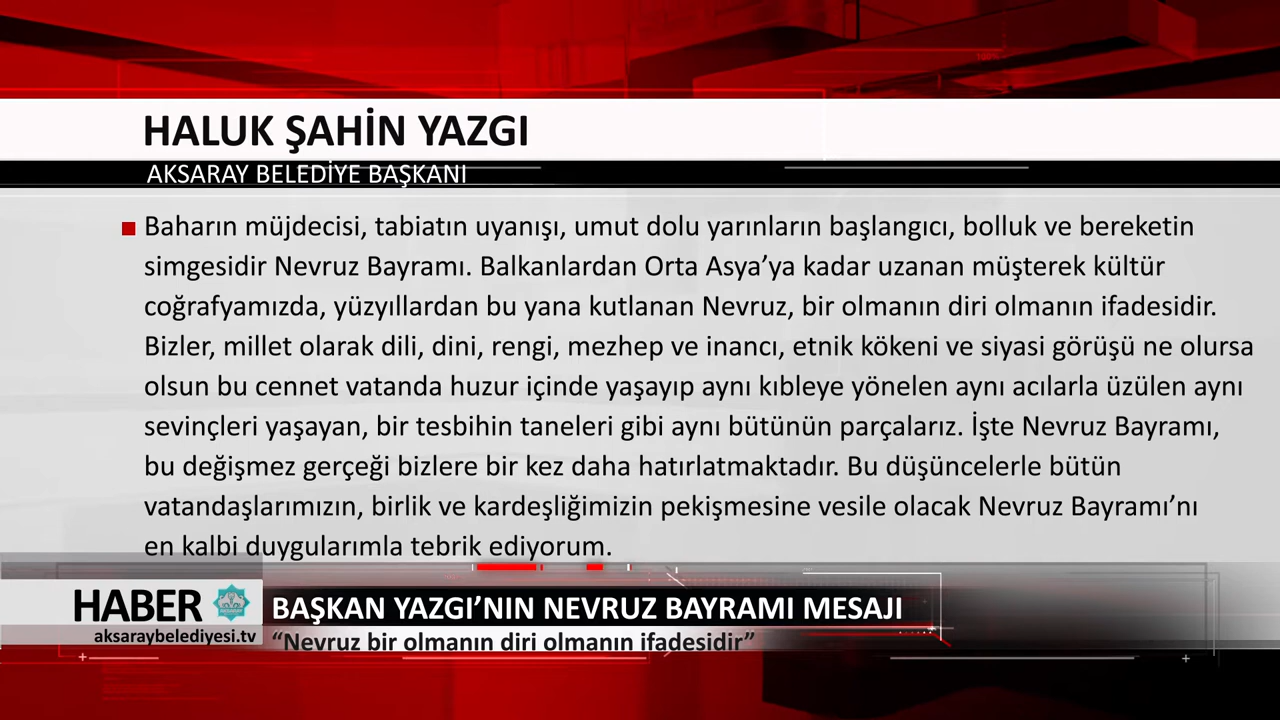 HALUK ŞAHİN YAZGI
AKSARAY BELEDİYE BAŞKANI
Baharın müjdecisi, tabiatın uyanışı, umut dolu yarınların başlangıcı, bolluk ve bereketin
simgesidir Nevruz Bayramı. Balkanlardan Orta Asya’ya kadar uzanan müşterek kültür
coğrafyamızda, yüzyıllardan bu yana kutlanan Nevruz, bir olmanın diri olmanın ifadesidir.
Bizler, millet olarak dili, dini, rengi, mezhep ve inancı, etnik kökeni ve siyasi görüşü ne olursa
olsun bu cennet vatanda huzur içinde yaşayıp aynı kıbleye yönelen aynı acılarla üzülen aynı
sevinçleri yaşayan, bir tesbihin taneleri gibi aynı bütünün parçalarız. İşte Nevruz Bayramı,
bu değişmez gerçeği bizlere bir kez daha hatırlatmaktadır. Bu düşüncelerle bütün
vatandaşlarımızın, birlik ve kardeşliğimizin pekişmesine vesile olacak Nevruz Bayramı’nı
en kalbi duygularımla tebrik ediyorum.
HABER
aksaraybelediyesi.tv
BAŞKAN YAZGI’NIN NEVRUZ BAYRAMI MESAJI
“Nevruz bir olmanın diri olmanın ifadesidir”